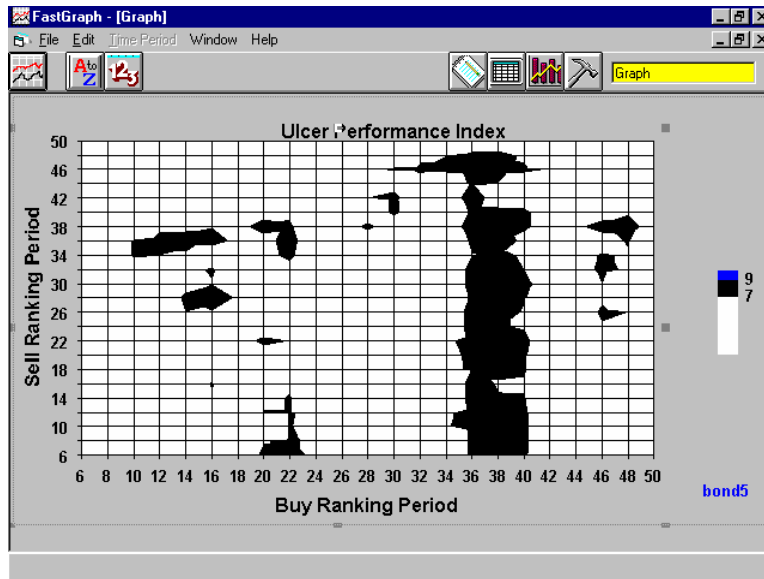 FastGraph - [Graph]
File Edit Time Period Window Help
A to Z 123 Graph
Ulcer Performance Index
50
46
42
38
34
30
26
22
18
14
10
6
Sell Ranking Period
6 8 10 12 14 16 18 20 22 24 26 28 30 32 34 36 38 40 42 44 46 48 50
Buy Ranking Period
9
7
bond5